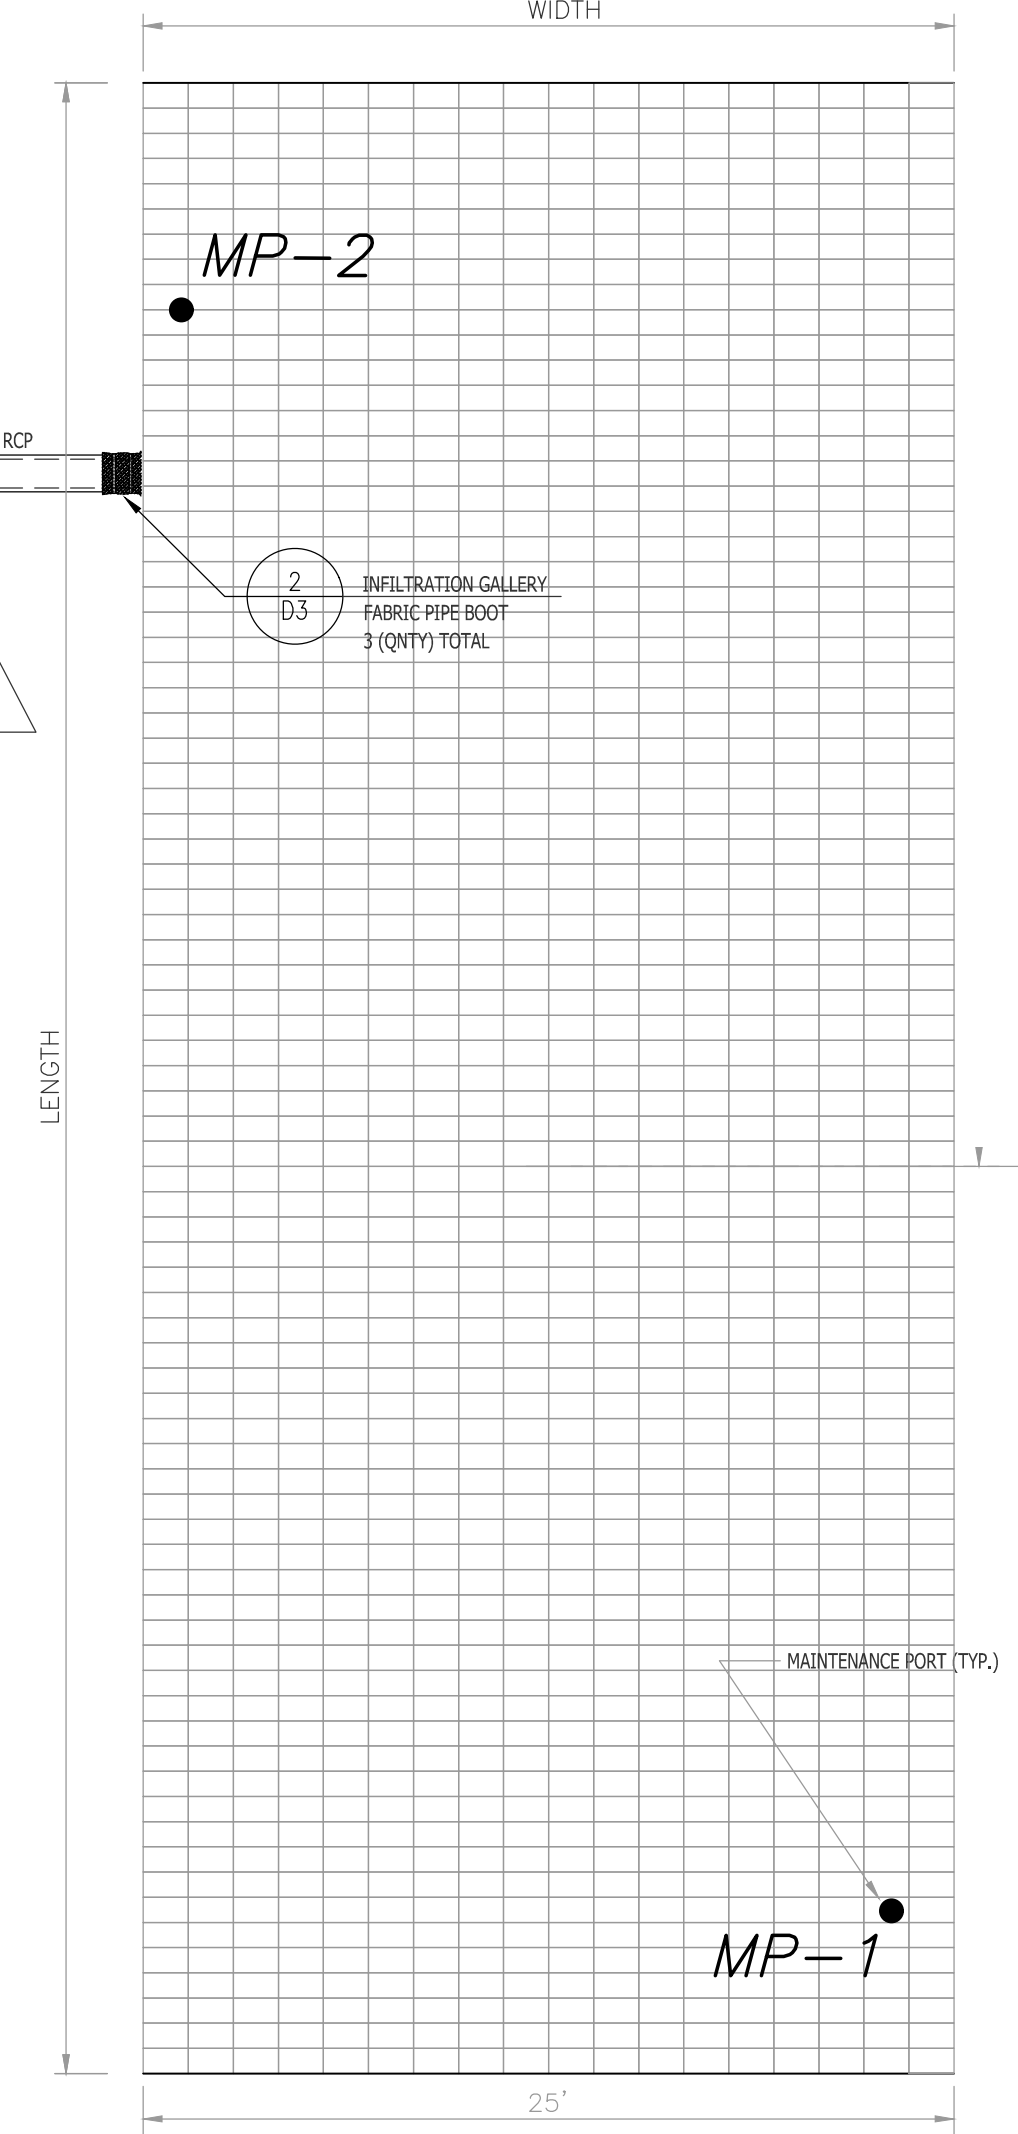 WIDTH
MP-2
RCP
2
D3
INFILTRATION GALLERY
FABRIC PIPE BOOT
3 (QNTY) TOTAL
LENGTH
MAINTENANCE PORT (TYP.)
MP-1
25'